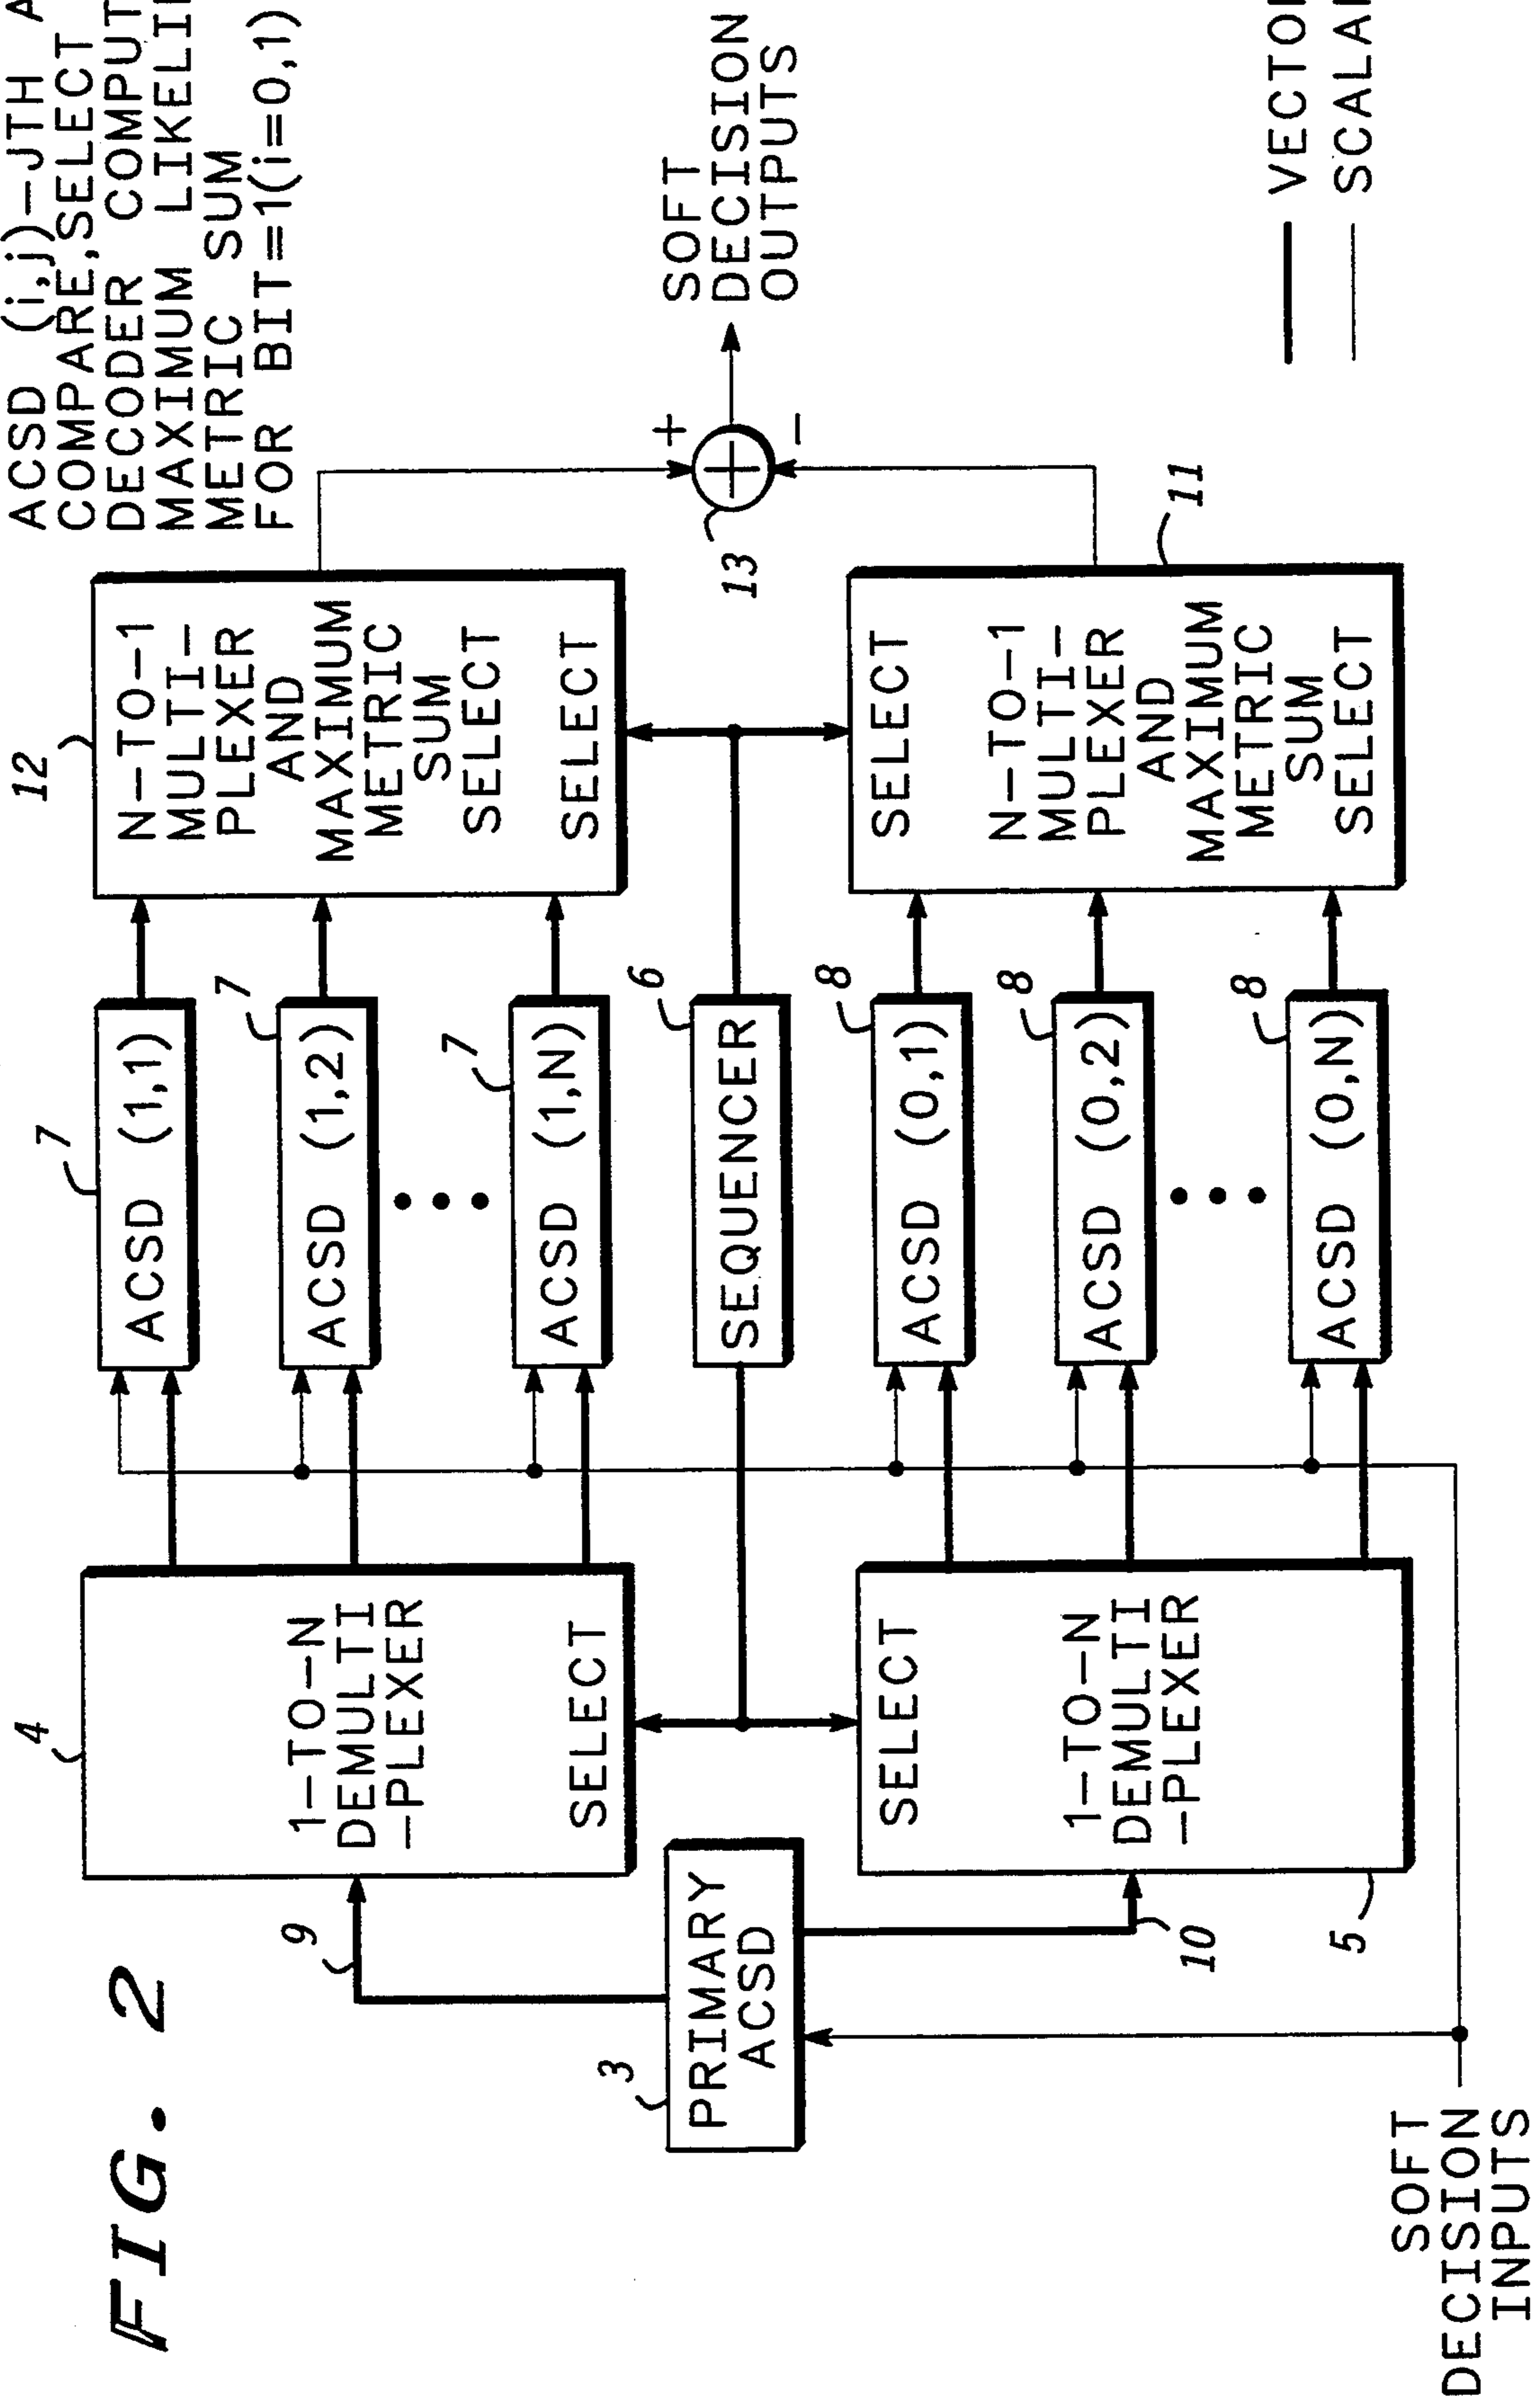 FIG. 2
ACSD (i,j)-JTH A
COMPARE,SELECT
DECODER COMPUT
MAXIMUM LIKELI
METRIC SUM
FOR BIT=1(i=0,1)
4
1-TO-N
DEMULTI
-PLEXER
SELECT
9
3
PRIMARY
ACSD
10
5
SELECT
1-TO-N
DEMULTI
-PLEXER
SOFT
DECISION
INPUTS
7
ACSD (1,1)
7
ACSD (1,2)
7
ACSD (1,N)
6
SEQUENCER
8
ACSD (0,1)
8
ACSD (0,2)
8
ACSD (0,N)
12
N-TO-1
MULTI-
PLEXER
AND
MAXIMUM
METRIC
SUM
SELECT
SELECT
11
SELECT
N-TO-1
MULTI-
PLEXER
AND
MAXIMUM
METRIC
SUM
SELECT
13
+
-
SOFT
DECISION
OUTPUTS
VECTO
SCALA